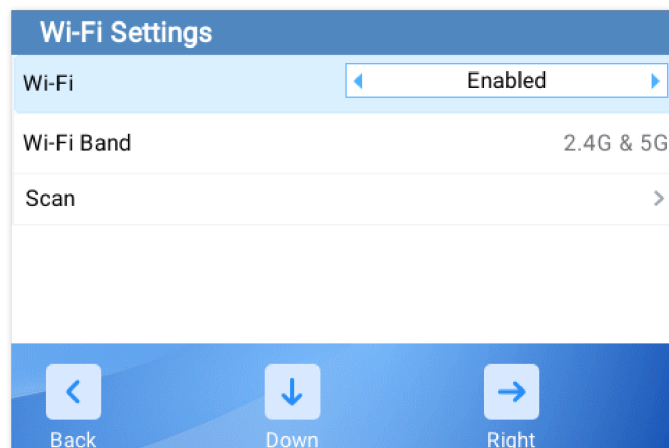 Wi-Fi Settings
Wi-Fi Enabled
Wi-Fi Band 2.4G & 5G
Scan
Back Down Right